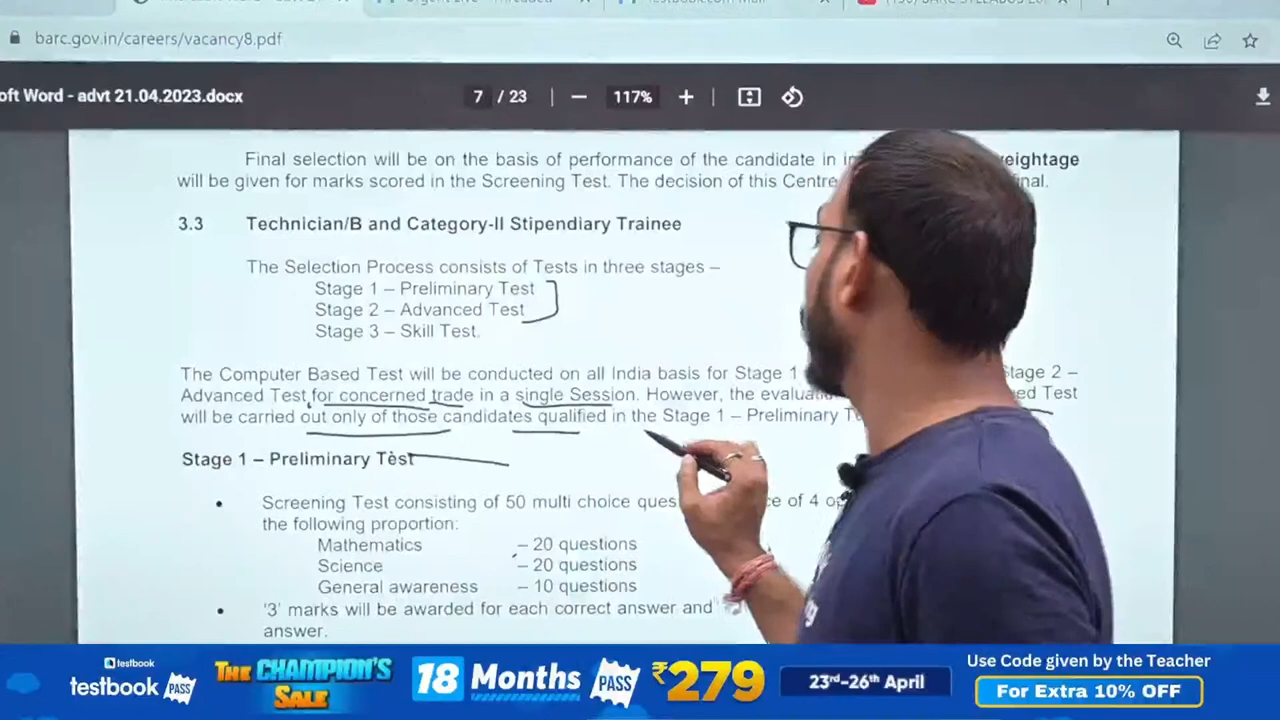 barc.gov.in/careers/vacancy8.pdf
oft Word - advt 21.04.2023.docx
7 / 23
117%
Final selection will be on the basis of performance of the candidate in
eightage
will be given for marks scored in the Screening Test. The decision of this Centre
3.3 Technician/B and Category-II Stipendiary Trainee
The Selection Process consists of Tests in three stages –
Stage 1 – Preliminary Test
Stage 2 – Advanced Test
Stage 3 – Skill Test.
The Computer Based Test will be conducted on all India basis for Stage 1
Stage 2 –
Advanced Test for concerned trade in a single Session. However, the
Test
will be carried out only of those candidates qualified in the Stage 1 – Preliminary
Stage 1 – Preliminary Test
• Screening Test consisting of 50 multi choice
of 4
the following proportion:
Mathematics – 20 questions
Science – 20 questions
General awareness – 10 questions
• '3' marks will be awarded for each correct answer and
answer.
testbook
testbook PASS
THE CHAMPION'S SALE
18 Months PASS
₹279
23rd-26th April
Use Code given by the Teacher
For Extra 10% OFF